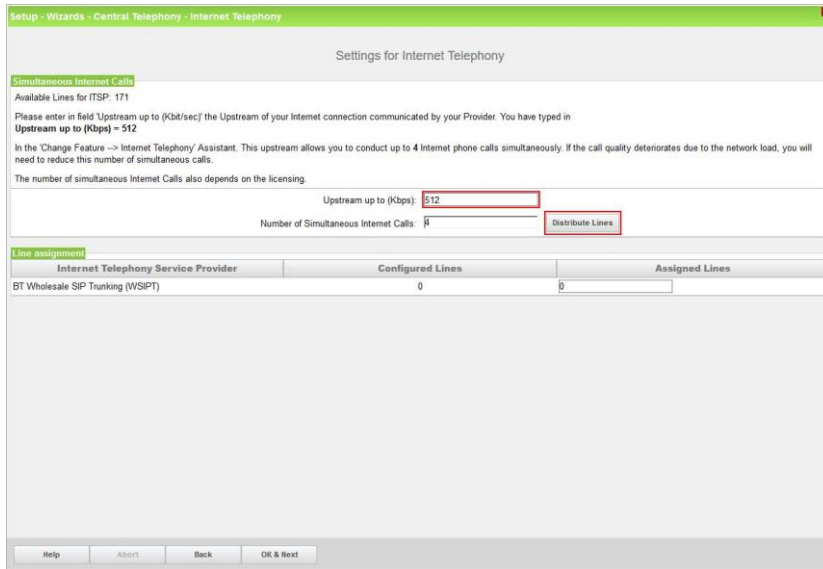 Setup - Wizards - Central Telephony - Internet Telephony
Settings for Internet Telephony
Simultaneous Internet Calls
Available Lines for ITSP: 171
Please enter in field 'Upstream up to (Kbit/sec)' the Upstream of your Internet connection communicated by your Provider. You have typed in
Upstream up to (Kbps) = 512
In the 'Change Feature --> Internet Telephony' Assistant. This upstream allows you to conduct up to 4 Internet phone calls simultaneously. If the call quality deteriorates due to the network load, you will
need to reduce this number of simultaneous calls.
The number of simultaneous Internet Calls also depends on the licensing.
Upstream up to (Kbps): 512
Number of Simultaneous Internet Calls: 4 Distribute Lines
Line assignment
Internet Telephony Service Provider Configured Lines Assigned Lines
BT Wholesale SIP Trunking (WSIPT) 0 0
Help Abort Back OK & Next